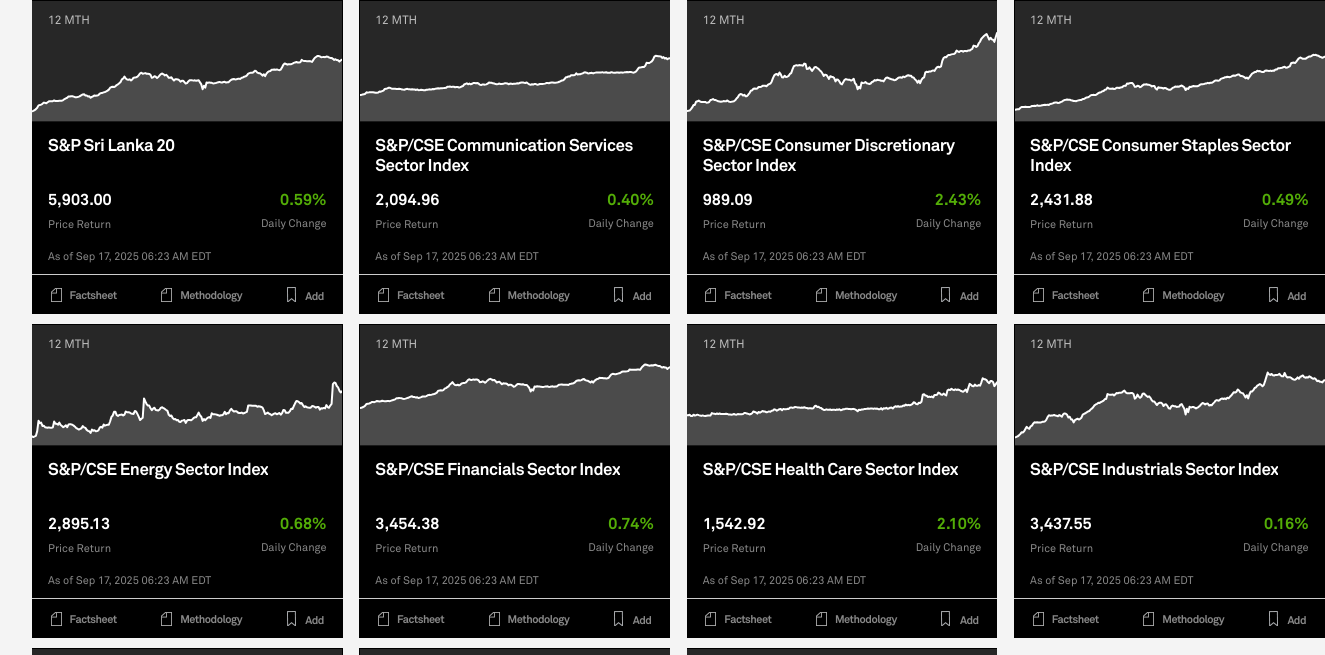 12 MTH
S&P Sri Lanka 20
5,903.00
0.59%
Price Return
Daily Change
As of Sep 17, 2025 06:23 AM EDT
Factsheet
Methodology
Add
12 MTH
S&P/CSE Communication Services
Sector Index
2,094.96
0.40%
Price Return
Daily Change
As of Sep 17, 2025 06:23 AM EDT
Factsheet
Methodology
Add
12 MTH
S&P/CSE Consumer Discretionary
Sector Index
989.09
2.43%
Price Return
Daily Change
As of Sep 17, 2025 06:23 AM EDT
Factsheet
Methodology
Add
12 MTH
S&P/CSE Consumer Staples Sector
Index
2,431.88
0.49%
Price Return
Daily Change
As of Sep 17, 2025 06:23 AM EDT
Factsheet
Methodology
Add
12 MTH
S&P/CSE Energy Sector Index
2,895.13
0.68%
Price Return
Daily Change
As of Sep 17, 2025 06:23 AM EDT
Factsheet
Methodology
Add
12 MTH
S&P/CSE Financials Sector Index
3,454.38
0.74%
Price Return
Daily Change
As of Sep 17, 2025 06:23 AM EDT
Factsheet
Methodology
Add
12 MTH
S&P/CSE Health Care Sector Index
1,542.92
2.10%
Price Return
Daily Change
As of Sep 17, 2025 06:23 AM EDT
Factsheet
Methodology
Add
12 MTH
S&P/CSE Industrials Sector Index
3,437.55
0.16%
Price Return
Daily Change
As of Sep 17, 2025 06:23 AM EDT
Factsheet
Methodology
Add